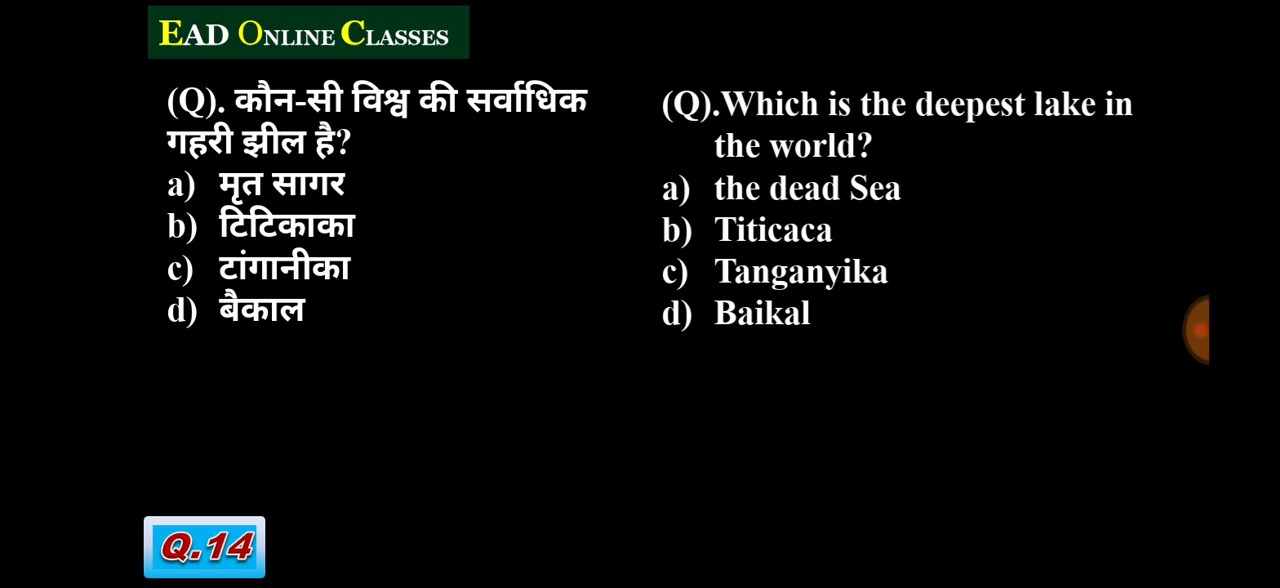 EAD ONLINE CLASSES
(Q). कौन-सी विश्व की सर्वाधिक
गहरी झील है?
a) मृत सागर
b) टिटिकाका
c) टांगानीका
d) बैकाल
(Q).Which is the deepest lake in
the world?
a) the dead Sea
b) Titicaca
c) Tanganyika
d) Baikal
Q.14